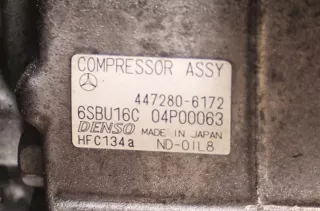 COMPRESSOR ASSY
447280-6172
6SBU16C 04P00063
DENSO MADE IN JAPAN
HFC134a ND-OIL8